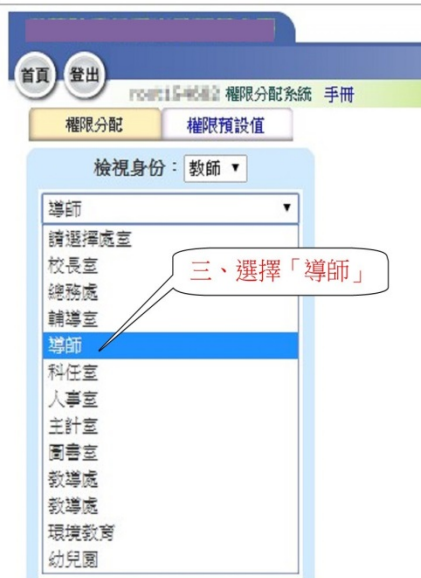 首頁 登出
權限分配系統 手冊
權限分配 權限預設值
檢視身份：教師
導師
請選擇處室
校長室
總務處
輔導室
導師
科任室
人事室
主計室
圖書室
教導處
教導處
環境教育
幼兒園
三、選擇「導師」